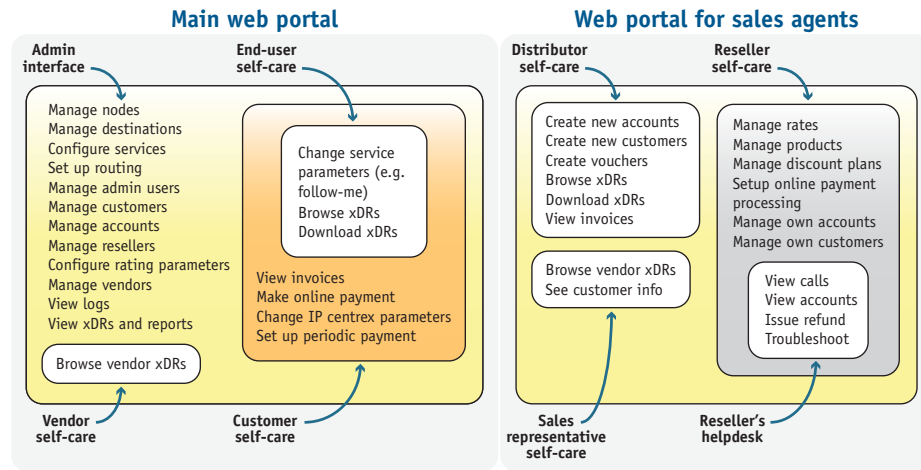 Main web portal
Admin
interface
End-user
self-care
Manage nodes
Manage destinations
Configure services
Set up routing
Manage admin users
Manage customers
Manage accounts
Manage resellers
Configure rating parameters
Manage vendors
View logs
View xDRs and reports
Browse vendor xDRs
Change service
parameters (e.g.
follow-me)
Browse xDRs
Download xDRs
View invoices
Make online payment
Change IP centrex parameters
Set up periodic payment
Vendor
self-care
Customer
self-care
Web portal for sales agents
Distributor
self-care
Reseller
self-care
Create new accounts
Create new customers
Create vouchers
Browse xDRs
Download xDRs
View invoices
Browse vendor xDRs
See customer info
Manage rates
Manage products
Manage discount plans
Setup online payment
processing
Manage own accounts
Manage own customers
View calls
View accounts
Issue refund
Troubleshoot
Sales
representative
self-care
Reseller's
helpdesk